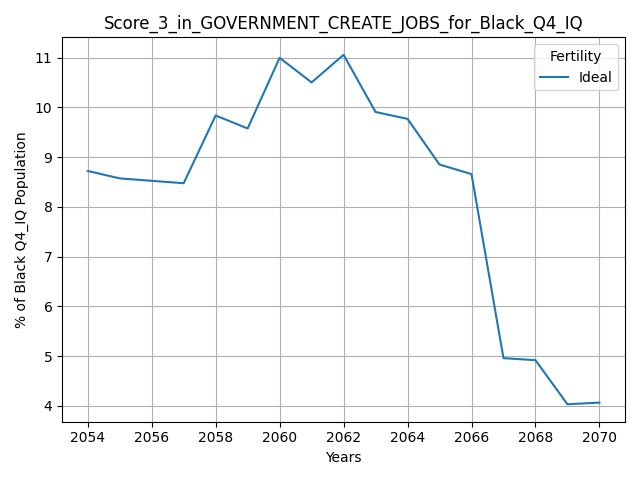 Score_3_in_GOVERNMENT_CREATE_JOBS_for_Black_Q4_IQ
Fertility
Ideal
% of Black Q4_IQ Population
11
10
9
8
7
6
5
4
2054 2056 2058 2060 2062 2064 2066 2068 2070
Years